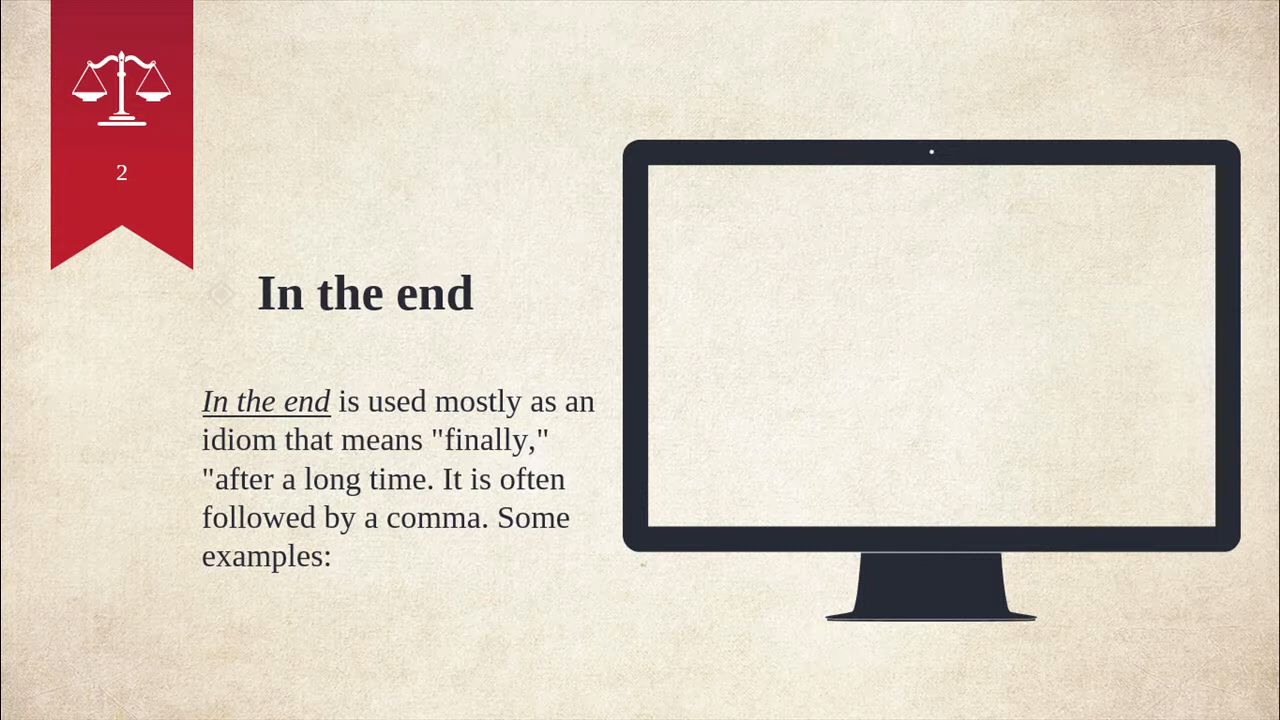 2
In the end
In the end is used mostly as an
idiom that means "finally,"
"after a long time. It is often
followed by a comma. Some
examples: